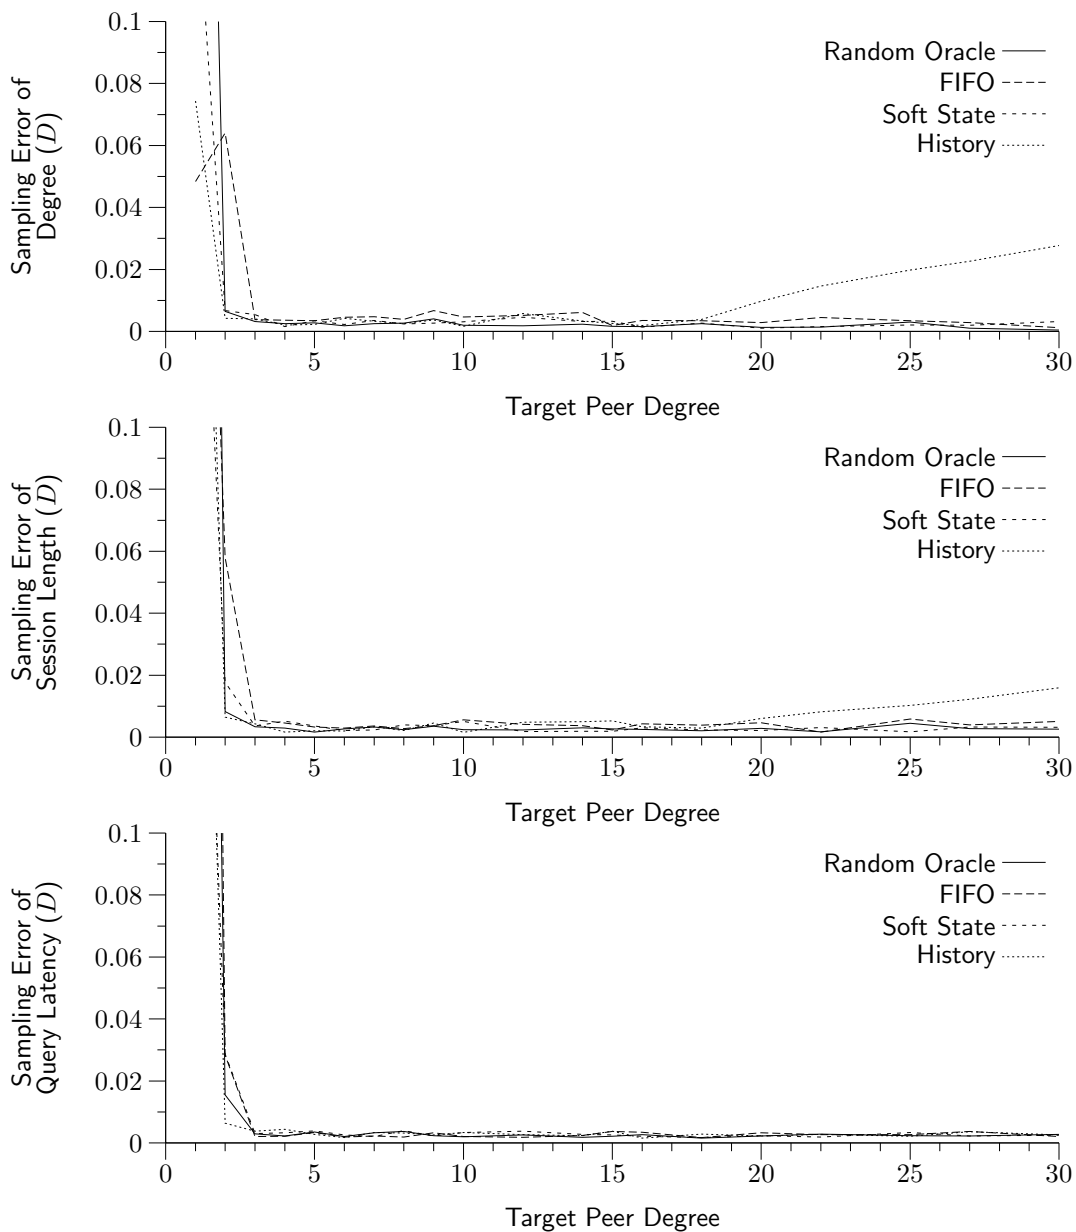 0.1
0.08
0.06
0.04
0.02
0
Sampling Error of
Degree (D)
Random Oracle
FIFO
Soft State
History
0 5 10 15 20 25 30
Target Peer Degree
0.1
0.08
0.06
0.04
0.02
0
Sampling Error of
Session Length (D)
Random Oracle
FIFO
Soft State
History
0 5 10 15 20 25 30
Target Peer Degree
0.1
0.08
0.06
0.04
0.02
0
Sampling Error of
Query Latency (D)
Random Oracle
FIFO
Soft State
History
0 5 10 15 20 25 30
Target Peer Degree